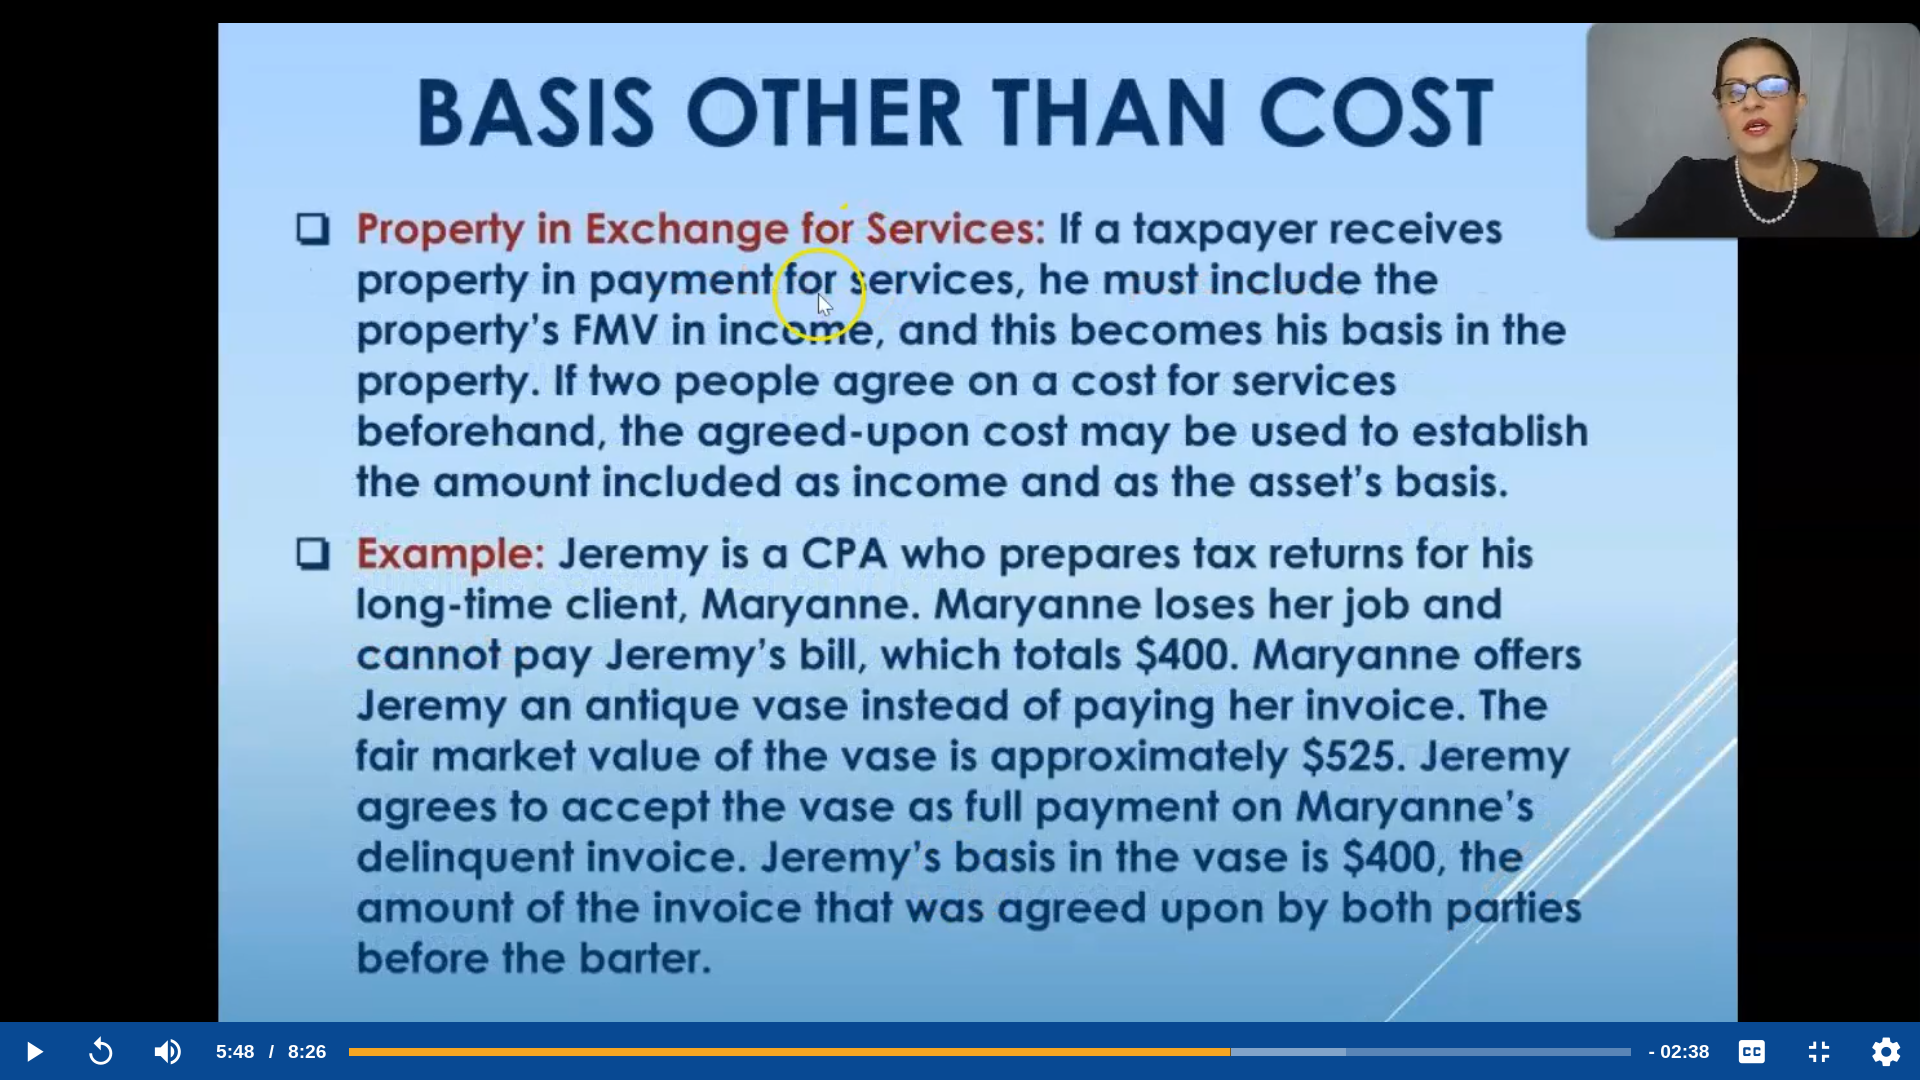 BASIS OTHER THAN COST
❑ Property in Exchange for Services: If a taxpayer receives
property in payment for services, he must include the
property’s FMV in income, and this becomes his basis in the
property. If two people agree on a cost for services
beforehand, the agreed-upon cost may be used to establish
the amount included as income and as the asset’s basis.
❑ Example: Jeremy is a CPA who prepares tax returns for his
long-time client, Maryanne. Maryanne loses her job and
cannot pay Jeremy’s bill, which totals $400. Maryanne offers
Jeremy an antique vase instead of paying her invoice. The
fair market value of the vase is approximately $525. Jeremy
agrees to accept the vase as full payment on Maryanne’s
delinquent invoice. Jeremy’s basis in the vase is $400, the
amount of the invoice that was agreed upon by both parties
before the barter.
5:48 / 8:26 - 02:38 CC